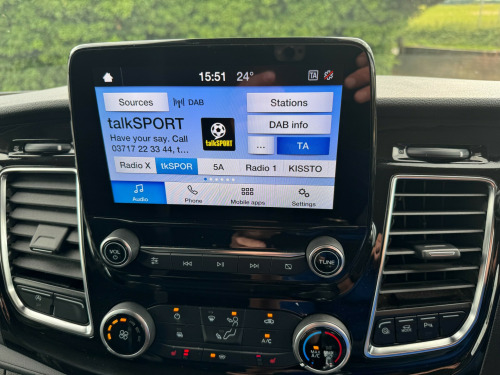 15:51 24° TA
Sources DAB Stations
talkSPORT
DAB info
Have your say. Call
03717 22 33 44, t...
talkSPORT
... TA
Radio X tkSPOR 5A Radio 1 KISSTO
Audio Phone Mobile apps Settings
TUNE
A/C
MAX
A/C